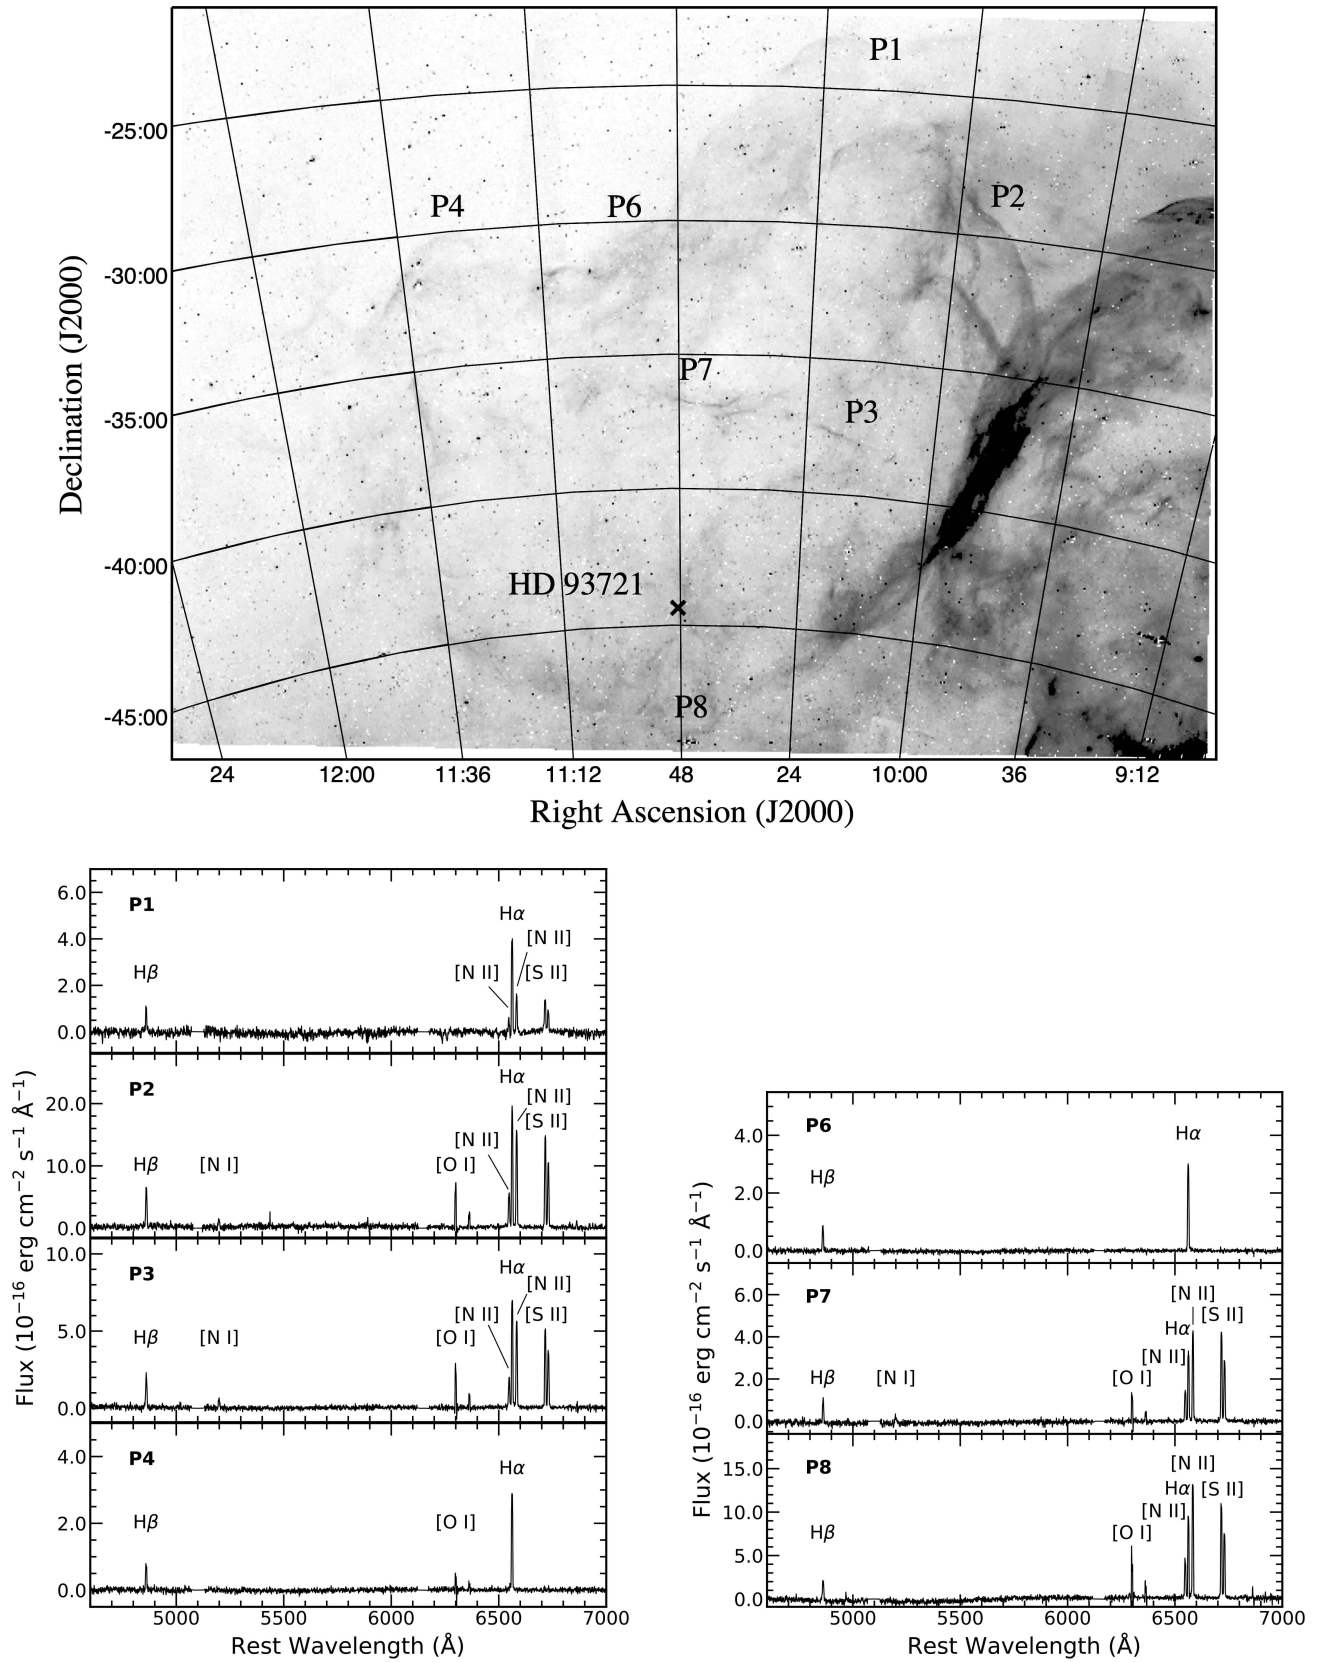 P1
P2
P4
P6
P7
P3
HD 93721
P8
-25:00
-30:00
-35:00
-40:00
-45:00
Declination (J2000)
24
12:00
11:36
11:12
48
24
10:00
36
9:12
Right Ascension (J2000)
Flux (10−16 erg cm−2 s−1 Å−1)
6.0
4.0
2.0
0.0
P1
Hβ
Hα
[N II]
[N II]
[S II]
20.0
10.0
0.0
P2
Hβ
[N I]
[O I]
Hα
[N II]
[N II]
[S II]
10.0
5.0
0.0
P3
Hβ
[N I]
[O I]
Hα
[N II]
[N II]
[S II]
4.0
2.0
0.0
P4
Hβ
[O I]
Hα
5000
5500
6000
6500
7000
Rest Wavelength (Å)
Flux (10−16 erg cm−2 s−1 Å−1)
4.0
2.0
0.0
P6
Hβ
Hα
6.0
4.0
2.0
0.0
P7
Hβ
[N I]
[O I]
[N II]
Hα
[N II]
[S II]
15.0
10.0
5.0
0.0
P8
Hβ
[O I]
[N II]
Hα
[N II]
[S II]
5000
5500
6000
6500
7000
Rest Wavelength (Å)